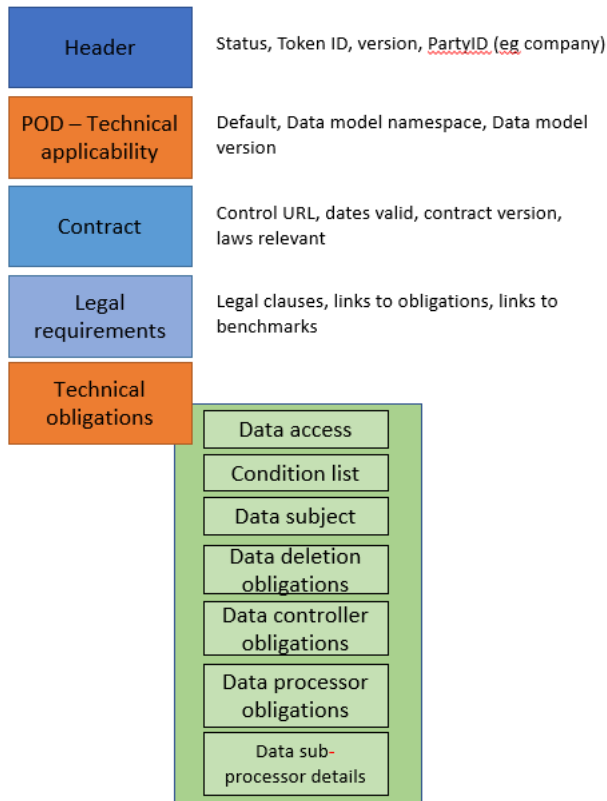 Header
Status, Token ID, version, PartyID (eg company)
POD – Technical
applicability
Default, Data model namespace, Data model
version
Contract
Control URL, dates valid, contract version,
laws relevant
Legal
requirements
Legal clauses, links to obligations, links to
benchmarks
Technical
obligations
Data access
Condition list
Data subject
Data deletion
obligations
Data controller
obligations
Data processor
obligations
Data sub-
processor details